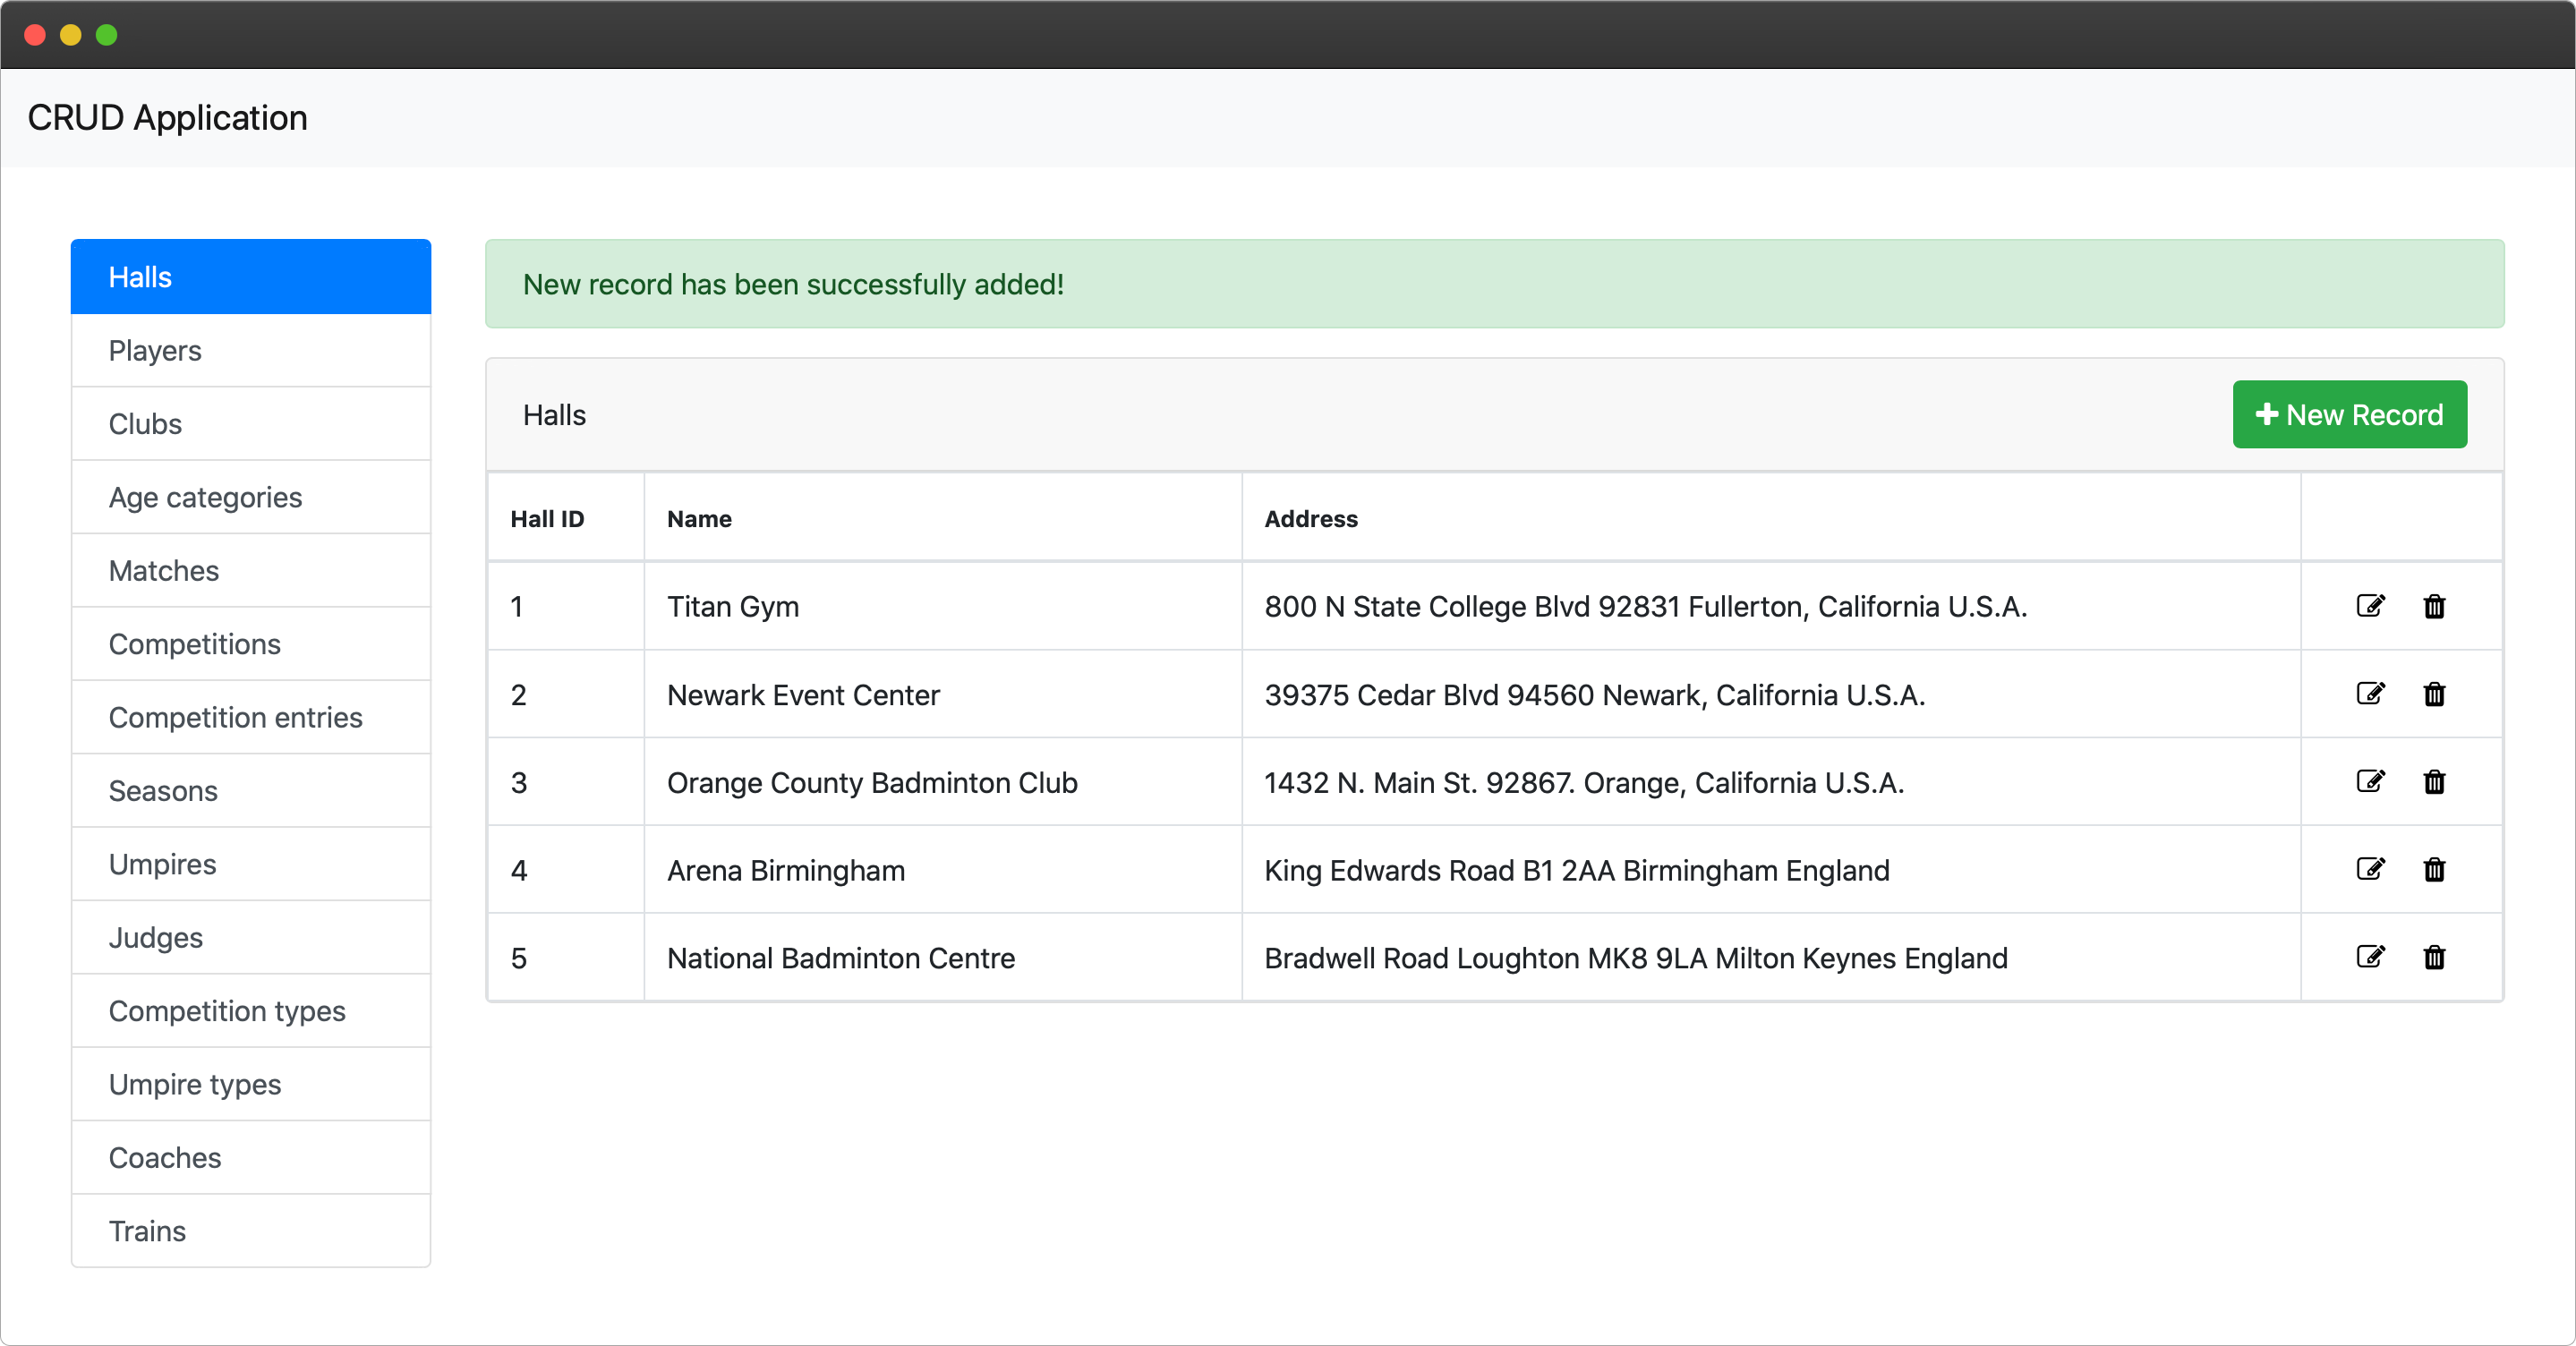 CRUD Application
Halls
Players
Clubs
Age categories
Matches
Competitions
Competition entries
Seasons
Umpires
Judges
Competition types
Umpire types
Coaches
Trains
New record has been successfully added!
Halls
New Record
Hall ID Name Address
1 Titan Gym 800 N State College Blvd 92831 Fullerton, California U.S.A.
2 Newark Event Center 39375 Cedar Blvd 94560 Newark, California U.S.A.
3 Orange County Badminton Club 1432 N. Main St. 92867. Orange, California U.S.A.
4 Arena Birmingham King Edwards Road B1 2AA Birmingham England
5 National Badminton Centre Bradwell Road Loughton MK8 9LA Milton Keynes England